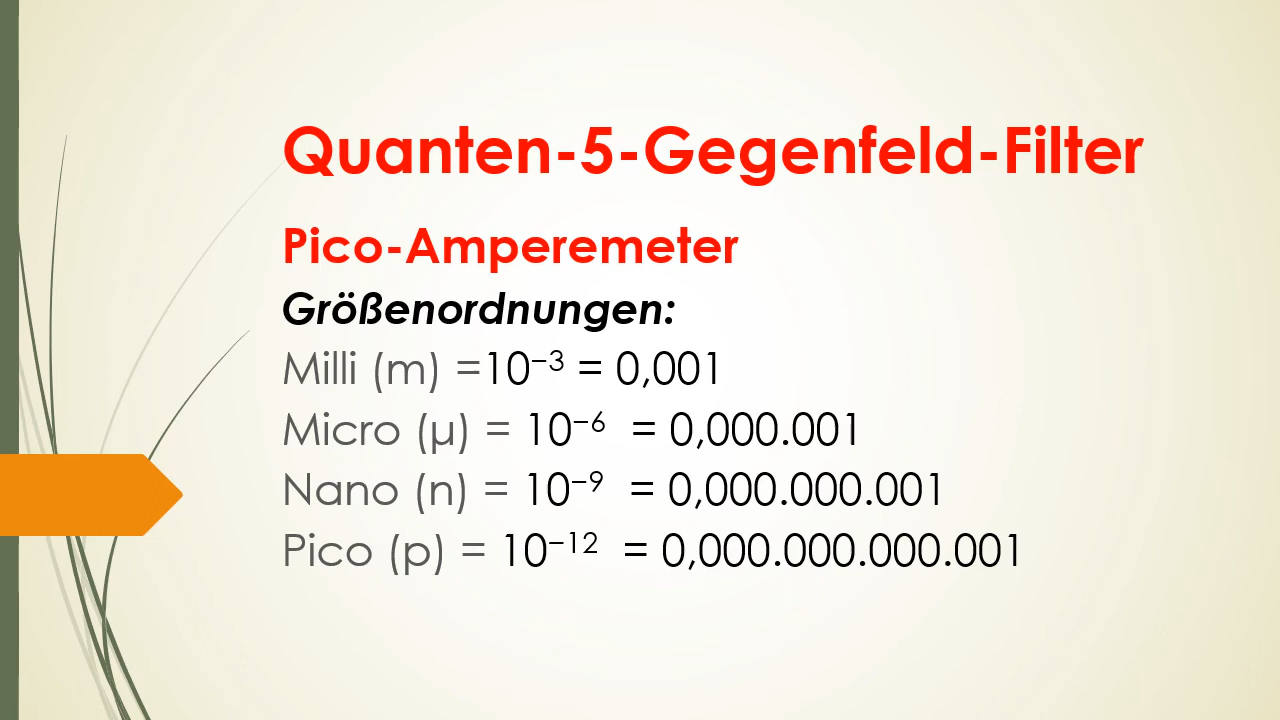 Quanten-5-Gegenfeld-Filter
Pico-Amperemeter
Größenordnungen:
Milli (m) =10⁻³ = 0,001
Micro (µ) = 10⁻⁶ = 0,000.001
Nano (n) = 10⁻⁹ = 0,000.000.001
Pico (p) = 10⁻¹² = 0,000.000.000.001